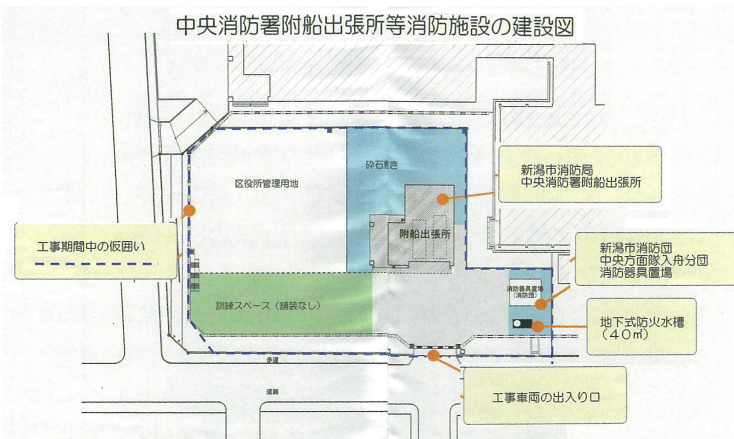 中央消防署附船出張所等消防施設の建設図
砕石敷き
区役所管理用地
新潟市消防局
中央消防署附船出張所
附船出張所
工事期間中の仮囲い
新潟市消防団
中央方面隊入舟分団
消防器具置場
消防器具置場
(消防団)
訓練スペース(舗装なし)
地下式防火水槽
(40㎥)
歩道
道路
工事車両の出入り口